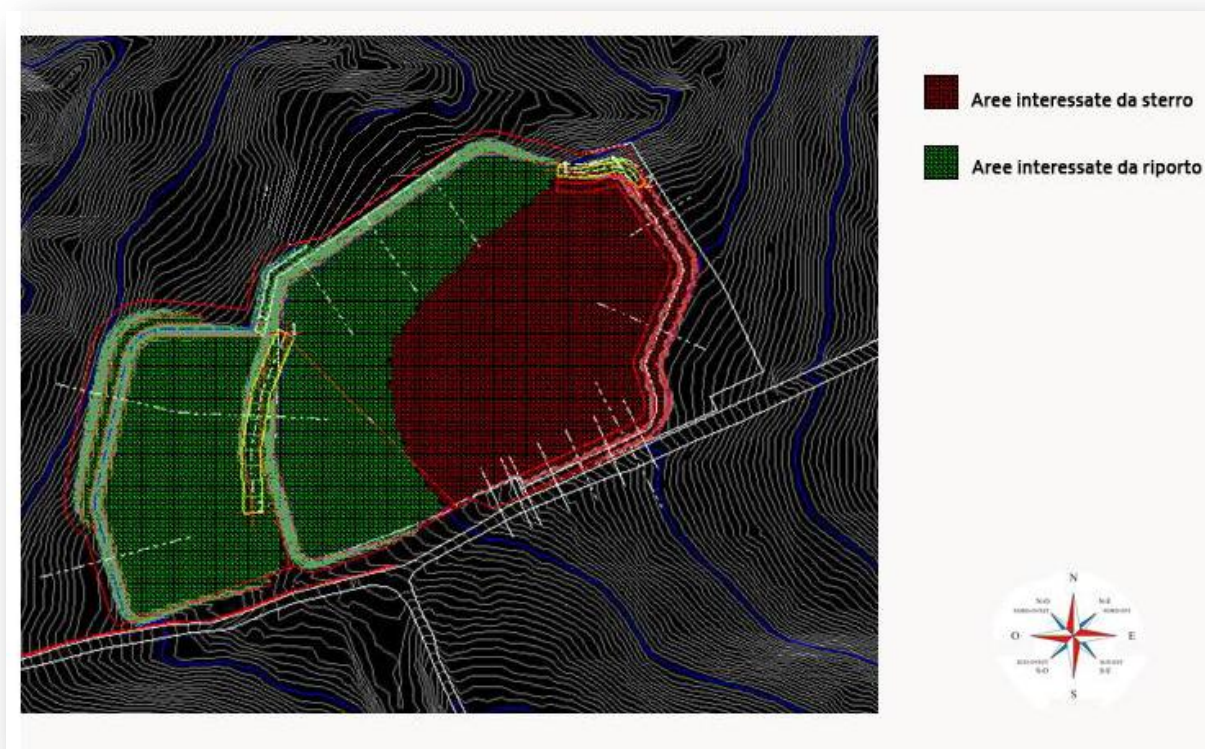 Aree interessate da sterro
Aree interessate da riporto
N
N-O
N-E
O
E
S-O
S-E
S